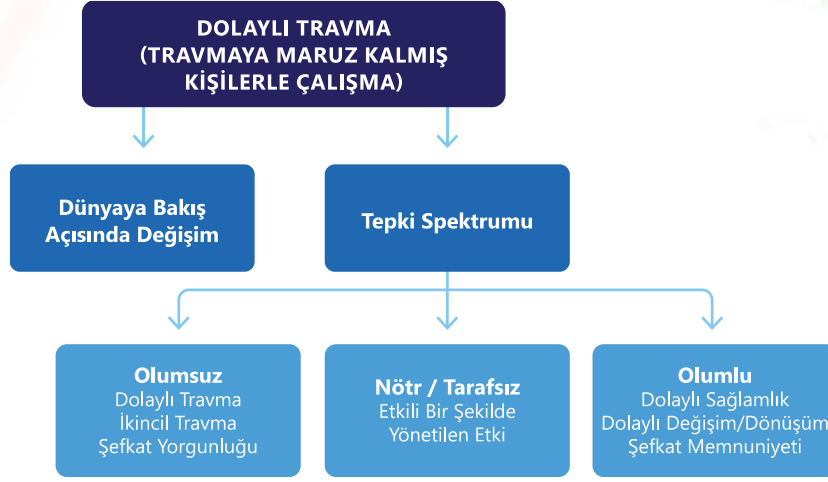 DOLAYLI TRAVMA
(TRAVMAYA MARUZ KALMIŞ
KİŞİLERLE ÇALIŞMA)
Dünyaya Bakış
Açısında Değişim
Tepki Spektrumu
Olumsuz
Dolaylı Travma
İkincil Travma
Şefkat Yorgunluğu
Nötr / Tarafsız
Etkili Bir Şekilde
Yönetilen Etki
Olumlu
Dolaylı Sağlamlık
Dolaylı Değişim/Dönüşüm
Şefkat Memnuniyeti